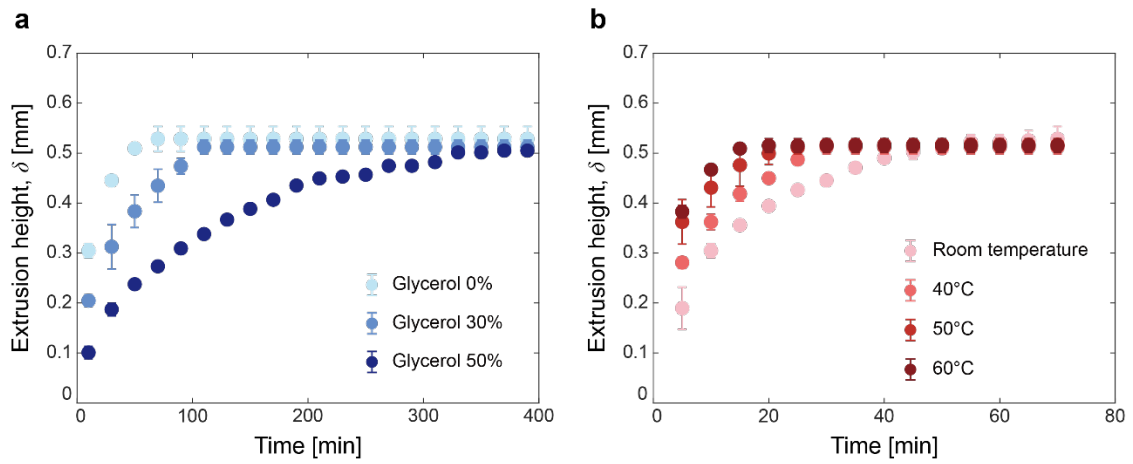 a
Extrusion height, δ [mm]
0.7
0.6
0.5
0.4
0.3
0.2
0.1
0
Glycerol 0%
Glycerol 30%
Glycerol 50%
0
100
200
300
400
Time [min]
b
Extrusion height, δ [mm]
0.7
0.6
0.5
0.4
0.3
0.2
0.1
0
Room temperature
40°C
50°C
60°C
0
20
40
60
80
Time [min]